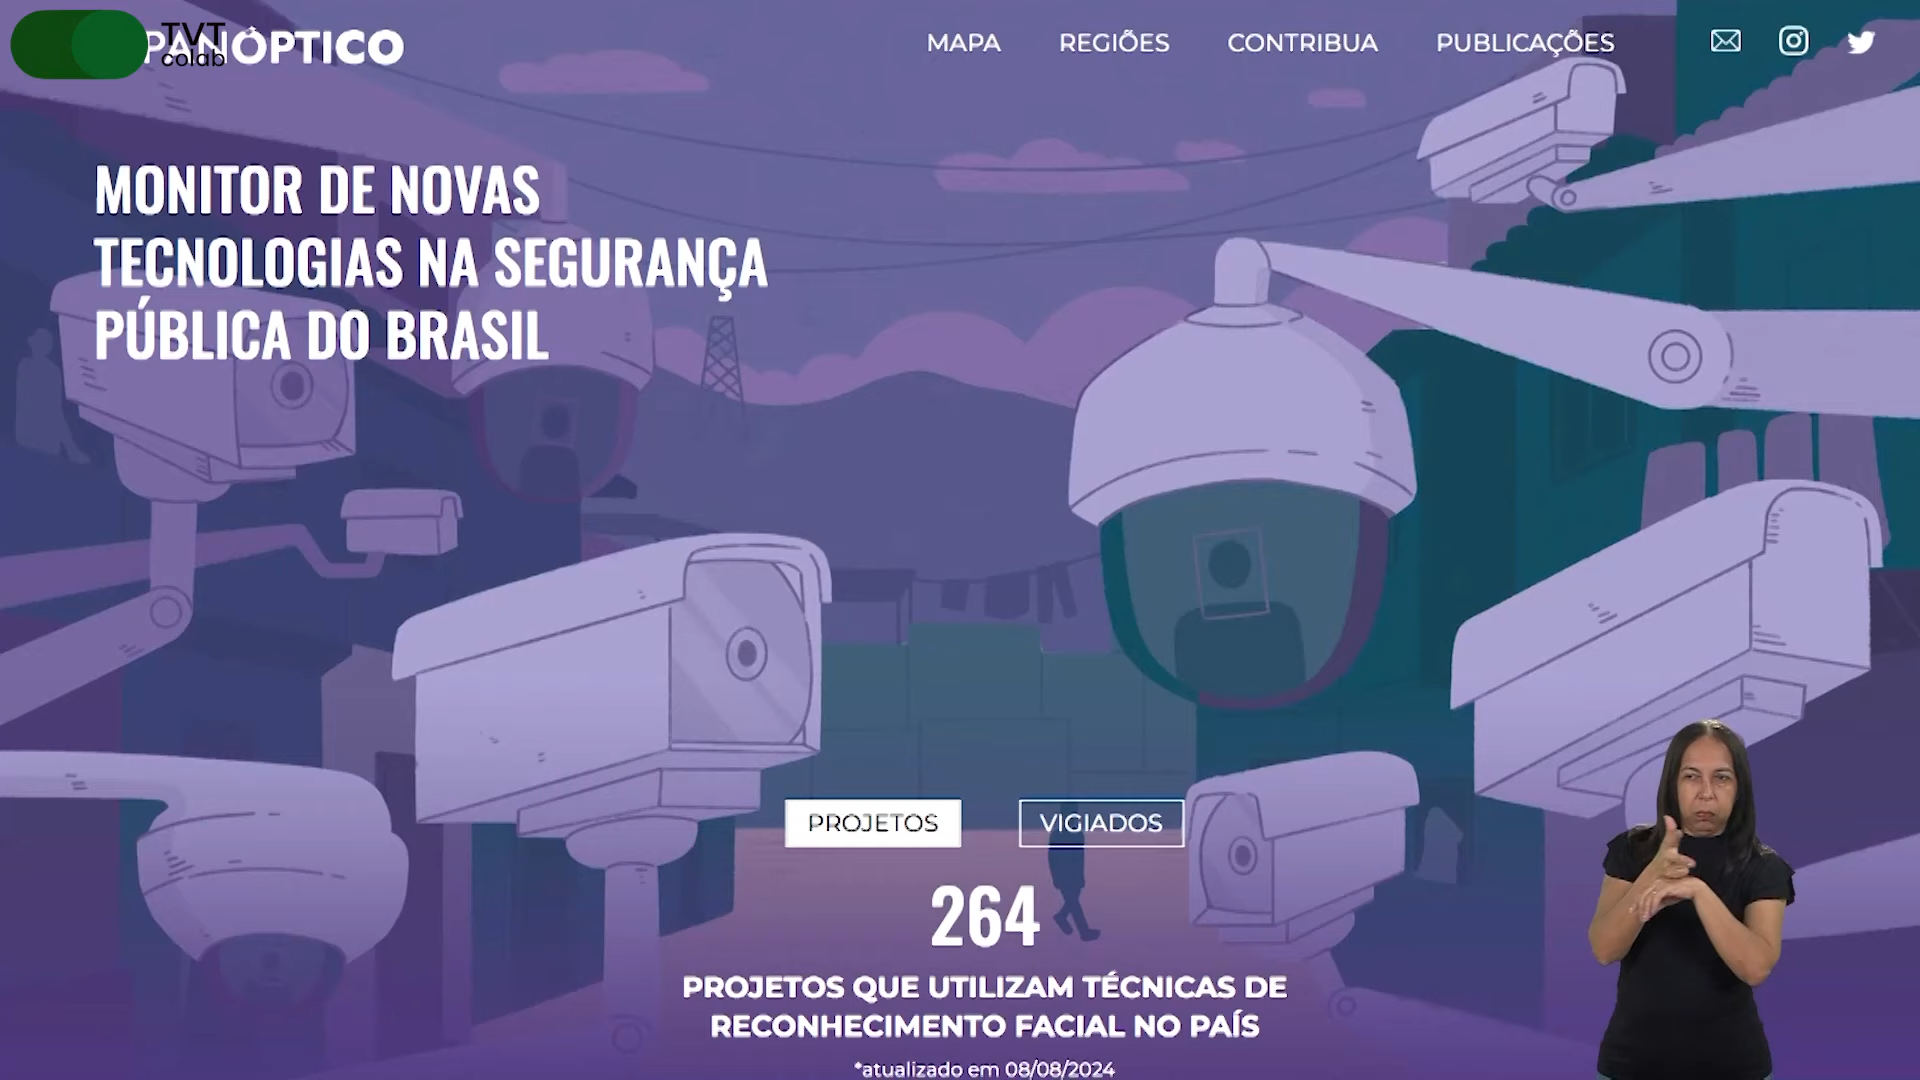 TVT
colab
PANÓPTICO
MAPA
REGIÕES
CONTRIBUA
PUBLICAÇÕES
MONITOR DE NOVAS
TECNOLOGIAS NA SEGURANÇA
PÚBLICA DO BRASIL
PROJETOS
VIGIADOS
264
PROJETOS QUE UTILIZAM TÉCNICAS DE
RECONHECIMENTO FACIAL NO PAÍS
*atualizado em 08/08/2024